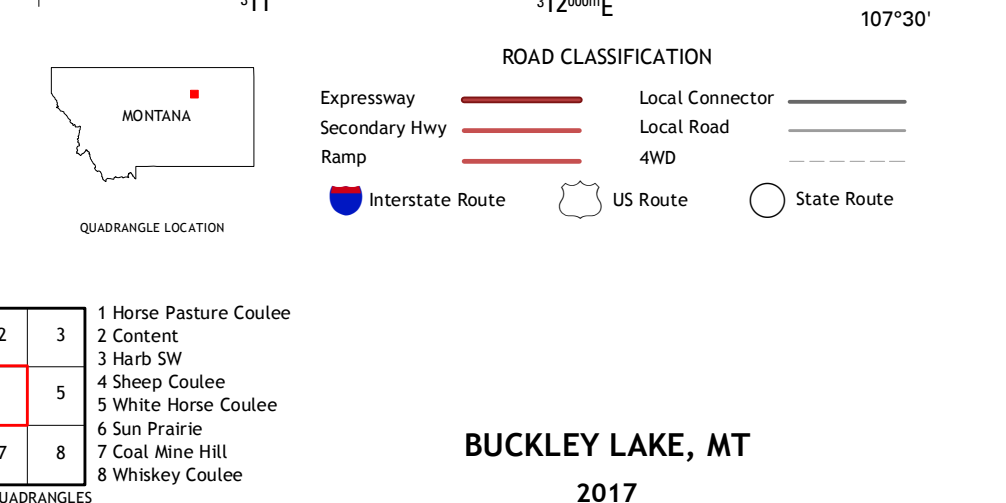 ³11
³12⁰⁰⁰ᵐE
107°30'
ROAD CLASSIFICATION
Expressway
Local Connector
Secondary Hwy
Local Road
Ramp
4WD
Interstate Route
US Route
State Route
MONTANA
QUADRANGLE LOCATION
2 3
5
7 8
1 Horse Pasture Coulee
2 Content
3 Harb SW
4 Sheep Coulee
5 White Horse Coulee
6 Sun Prairie
7 Coal Mine Hill
8 Whiskey Coulee
UADRANGLES
BUCKLEY LAKE, MT
2017